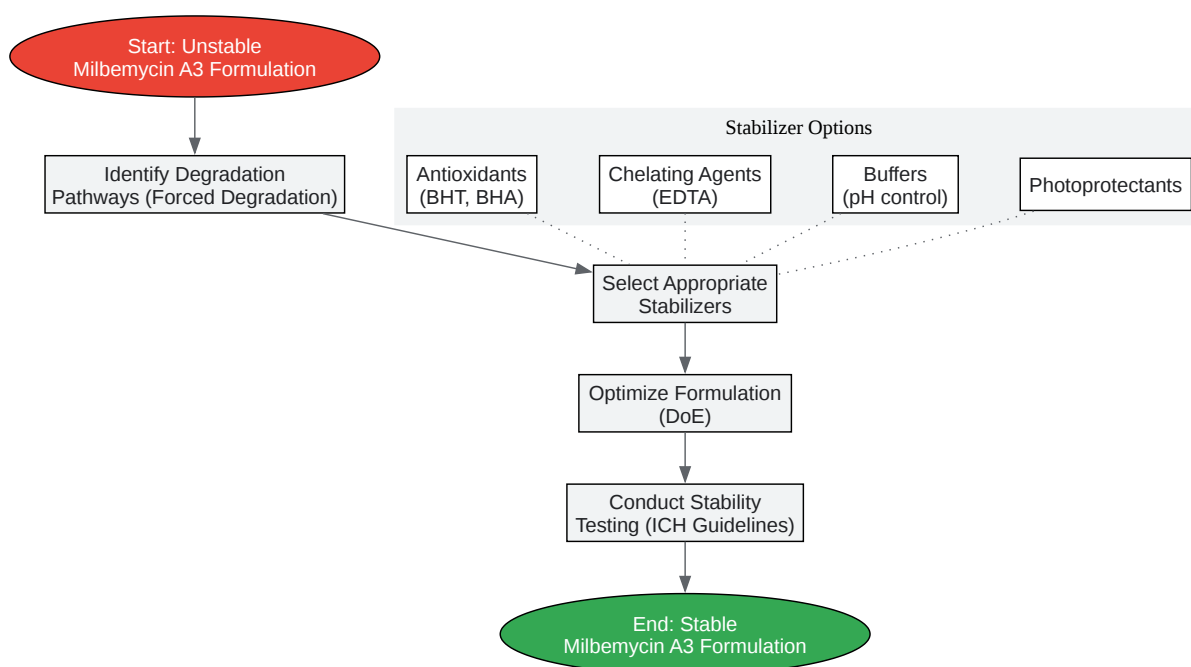 Start: Unstable
Milbemycin A3 Formulation
Stabilizer Options
Identify Degradation
Pathways (Forced Degradation)
Antioxidants
(BHT, BHA)
Chelating Agents
(EDTA)
Buffers
(pH control)
Photoprotectants
Select Appropriate
Stabilizers
Optimize Formulation
(DoE)
Conduct Stability
Testing (ICH Guidelines)
End: Stable
Milbemycin A3 Formulation